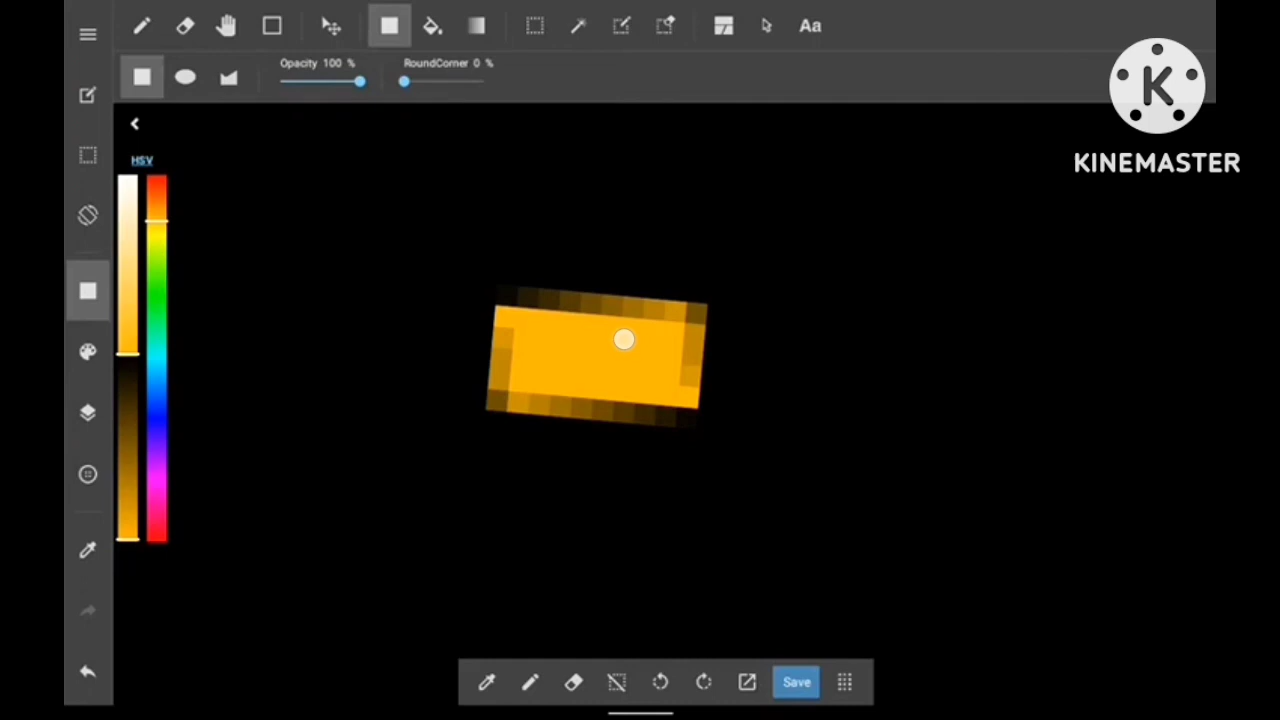 Aa
Opacity 100 %
RoundCorner 0 %
K
KINEMASTER
HSV
Save